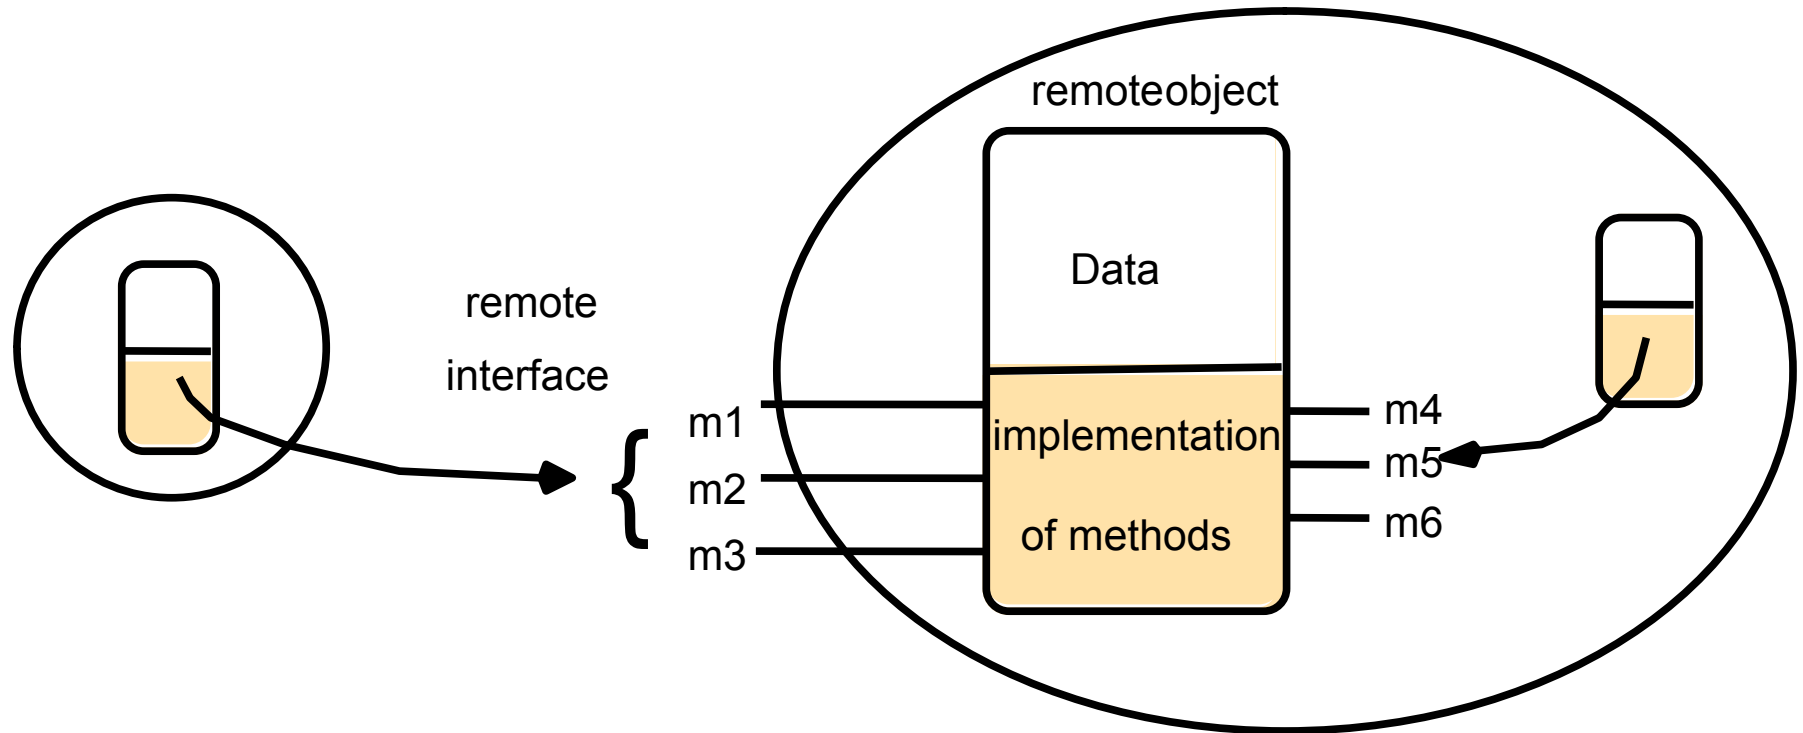 remoteobject
Data
remote
interface
{
m1
m2
m3
implementation
of methods
m4
m5
m6